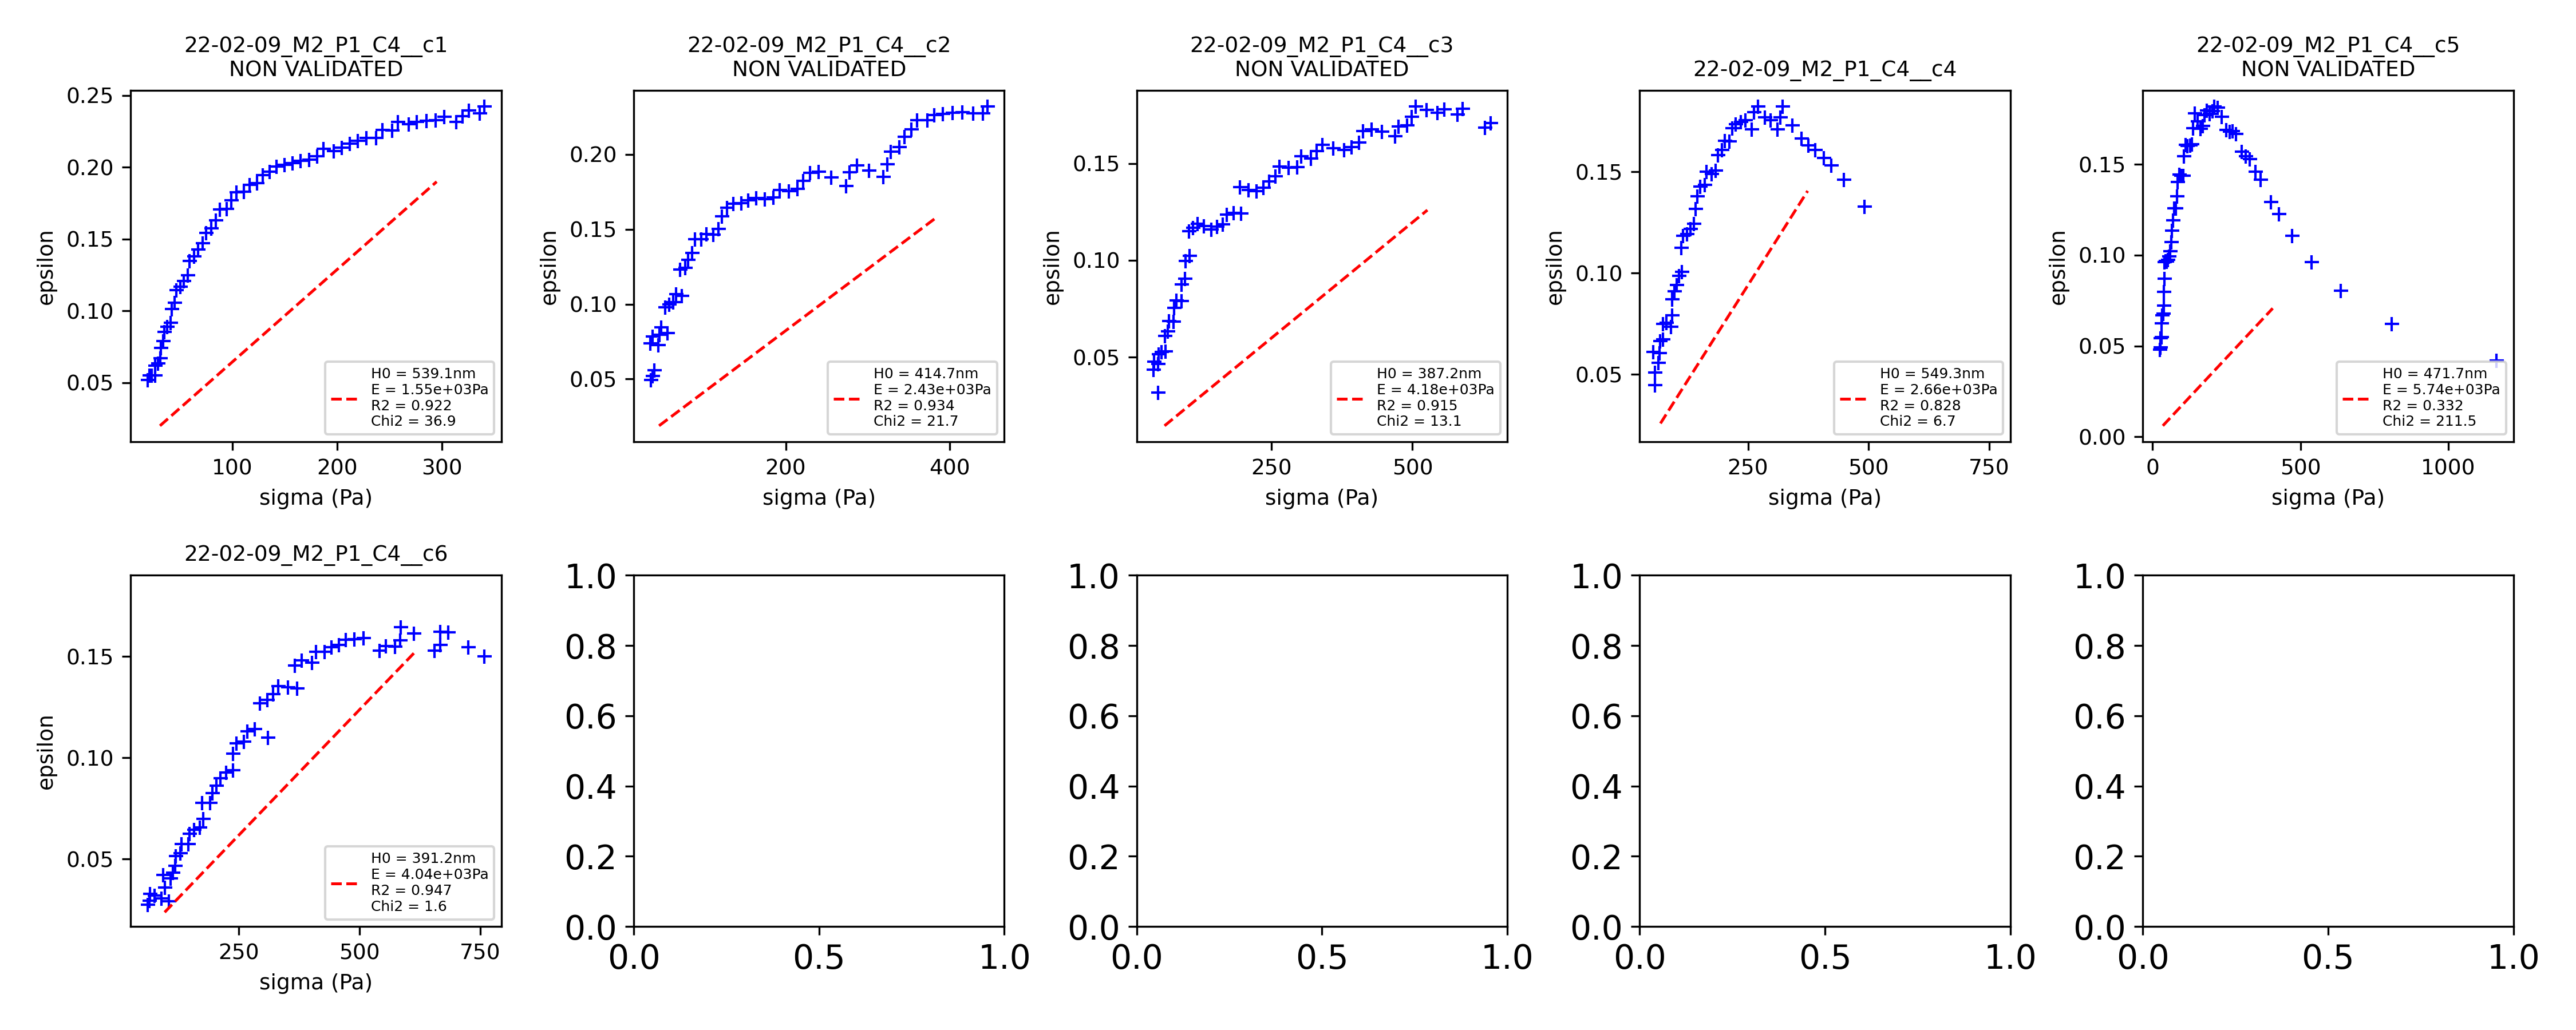 22-02-09_M2_P1_C4__c1
NON VALIDATED
0.25
0.20
0.15
0.10
0.05
epsilon
100
200
300
sigma (Pa)
H0 = 539.1nm
E = 1.55e+03Pa
R2 = 0.922
Chi2 = 36.9
22-02-09_M2_P1_C4__c2
NON VALIDATED
0.20
0.15
0.10
0.05
epsilon
200
400
sigma (Pa)
H0 = 414.7nm
E = 2.43e+03Pa
R2 = 0.934
Chi2 = 21.7
22-02-09_M2_P1_C4__c3
NON VALIDATED
0.15
0.10
0.05
epsilon
250
500
sigma (Pa)
H0 = 387.2nm
E = 4.18e+03Pa
R2 = 0.915
Chi2 = 13.1
22-02-09_M2_P1_C4__c4
0.15
0.10
0.05
epsilon
250
500
750
sigma (Pa)
H0 = 549.3nm
E = 2.66e+03Pa
R2 = 0.828
Chi2 = 6.7
22-02-09_M2_P1_C4__c5
NON VALIDATED
0.15
0.10
0.05
0.00
epsilon
0
500
1000
sigma (Pa)
H0 = 471.7nm
E = 5.74e+03Pa
R2 = 0.332
Chi2 = 211.5
22-02-09_M2_P1_C4__c6
0.15
0.10
0.05
epsilon
250
500
750
sigma (Pa)
H0 = 391.2nm
E = 4.04e+03Pa
R2 = 0.947
Chi2 = 1.6
1.0
0.8
0.6
0.4
0.2
0.0
0.0
0.5
1.0
1.0
0.8
0.6
0.4
0.2
0.0
0.0
0.5
1.0
1.0
0.8
0.6
0.4
0.2
0.0
0.0
0.5
1.0
1.0
0.8
0.6
0.4
0.2
0.0
0.0
0.5
1.0